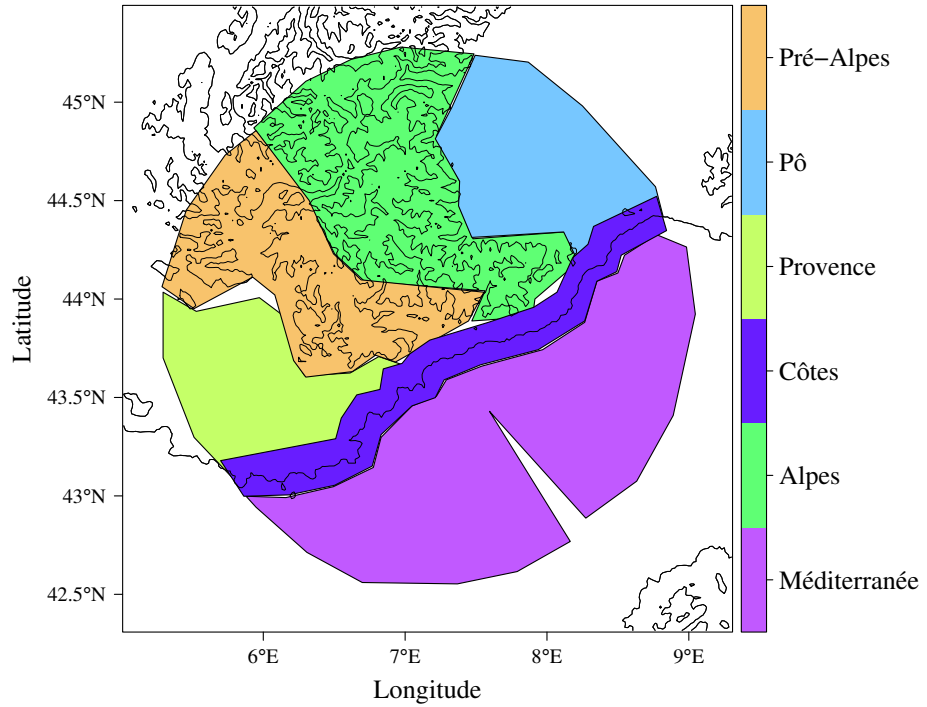 45°N
44.5°N
44°N
43.5°N
43°N
42.5°N
Latitude
6°E 7°E 8°E 9°E
Longitude
Pré−Alpes
Pô
Provence
Côtes
Alpes
Méditerranée